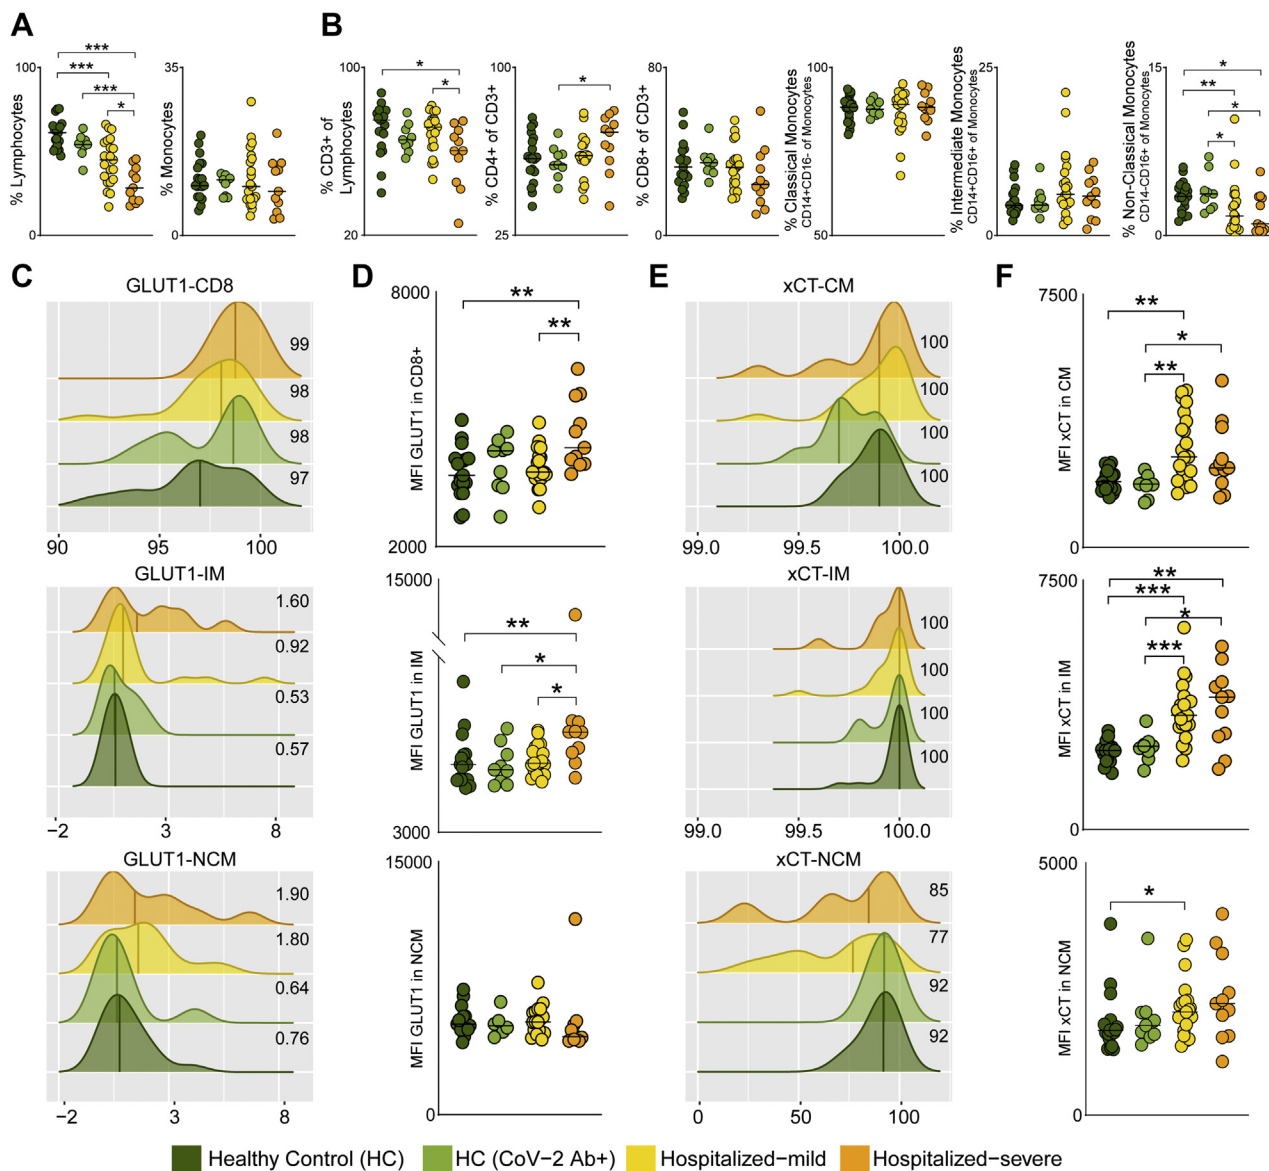 A
B
***
***
***
*
100
% Lymphocytes
0
35
% Monocytes
0
*
*
100
% CD3+ of
Lymphocytes
20
*
100
% CD4+ of CD3+
25
80
% CD8+ of CD3+
0
100
% Classical Monocytes
CD14+CD16- of Monocytes
50
25
% Intermediate Monocytes
CD14+CD16+ of Monocytes
0
*
**
*
*
15
% Non-Classical Monocytes
CD14-CD16+ of Monocytes
0
C
GLUT1-CD8
99
98
98
97
90 95 100
GLUT1-IM
1.60
0.92
0.53
0.57
−2 3 8
GLUT1-NCM
1.90
1.80
0.64
0.76
−2 3 8
D
8000
**
**
MFI GLUT1 in CD8+
2000
15000
**
*
*
MFI GLUT1 in IM
3000
15000
MFI GLUT1 in NCM
0
E
xCT-CM
100
100
100
100
99.0 99.5 100.0
xCT-IM
100
100
100
100
99.0 99.5 100.0
xCT-NCM
85
77
92
92
0 50 100
F
7500
**
*
**
MFI xCT in CM
0
7500
**
***
*
***
MFI xCT in IM
0
5000
*
MFI xCT in NCM
0
Healthy Control (HC) HC (CoV−2 Ab+) Hospitalized−mild Hospitalized−severe